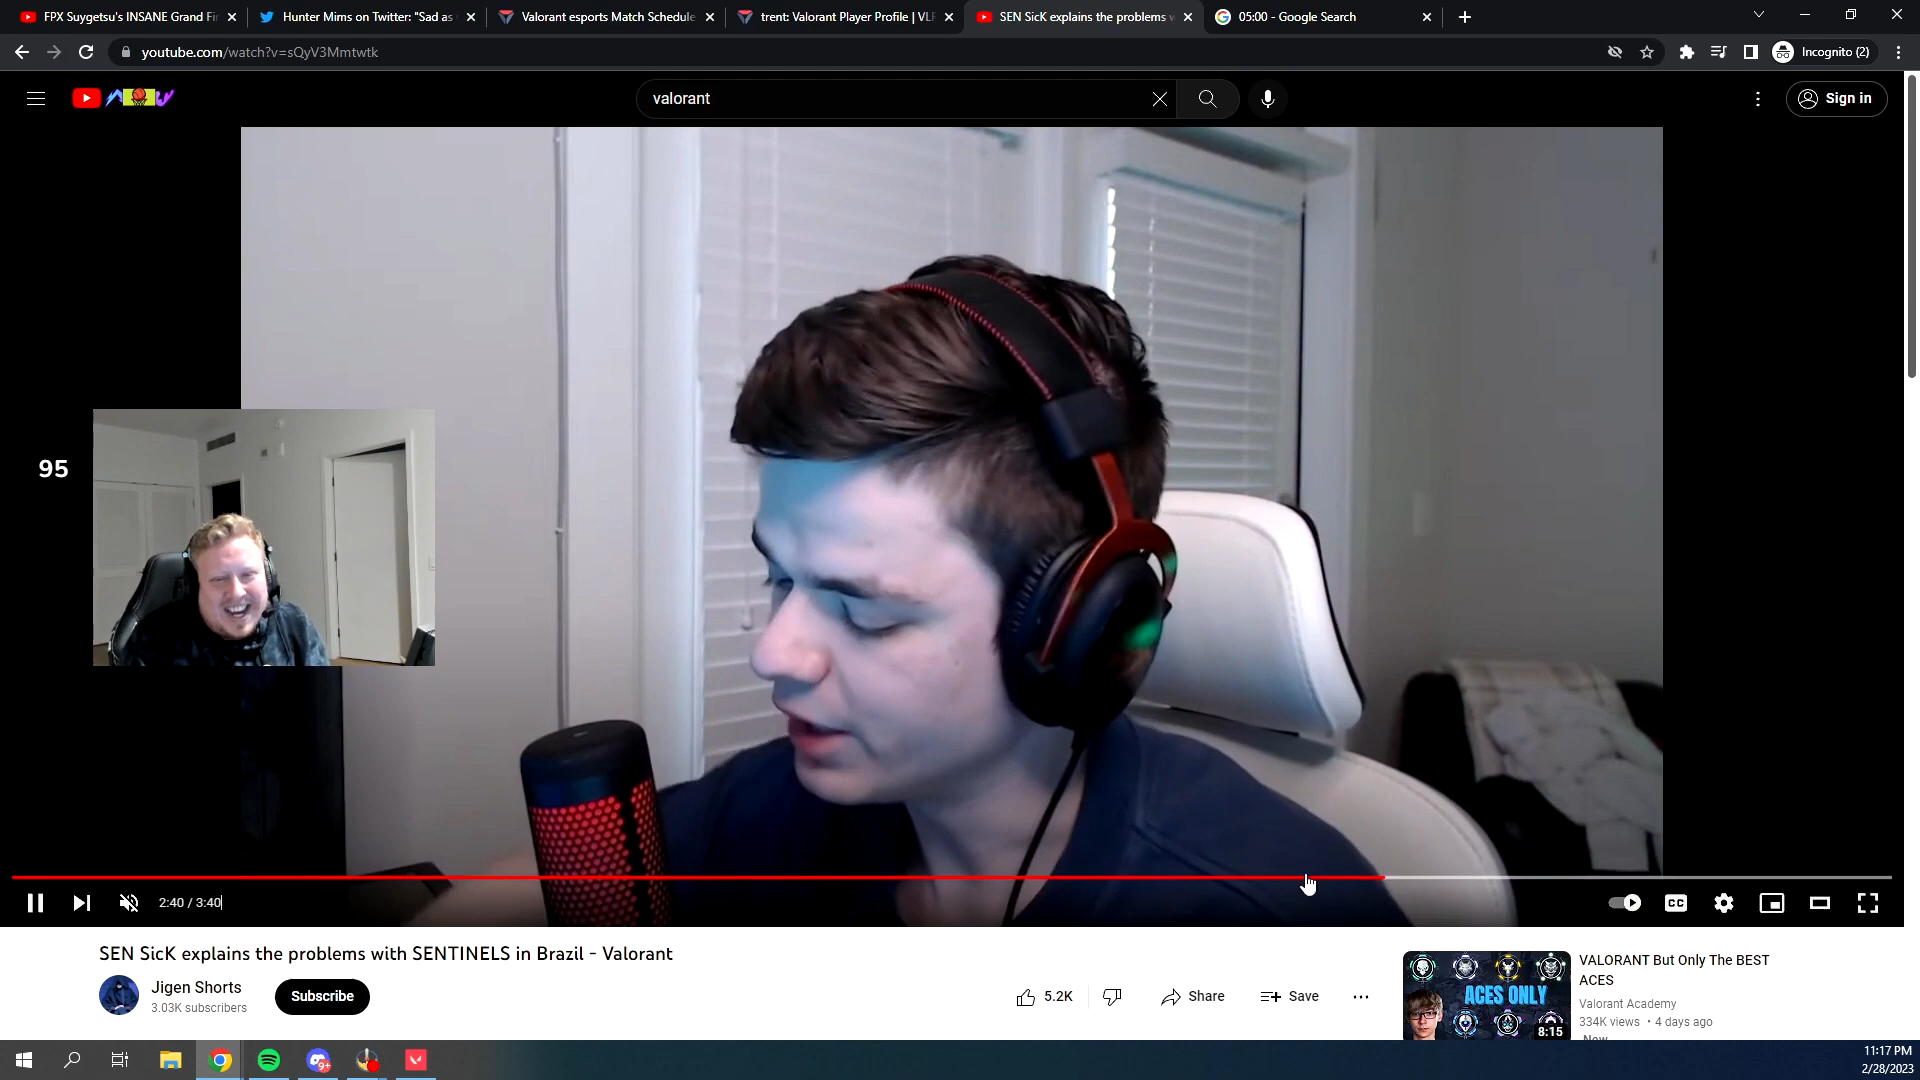 FPX Suygetsu's INSANE Grand Fi
Hunter Mims on Twitter: "Sad as
Valorant esports Match Schedule
trent: Valorant Player Profile | VLR
SEN SicK explains the problems w
05:00 - Google Search
youtube.com/watch?v=sQyV3Mmtwtk
Incognito (2)
valorant
Sign in
95
2:40 / 3:40
CC
SEN SicK explains the problems with SENTINELS in Brazil - Valorant
Jigen Shorts
3.03K subscribers
Subscribe
5.2K
Share
Save
ACES ONLY
8:15
VALORANT But Only The BEST
ACES
Valorant Academy
334K views • 4 days ago
New
9+
11:17 PM
2/28/2023